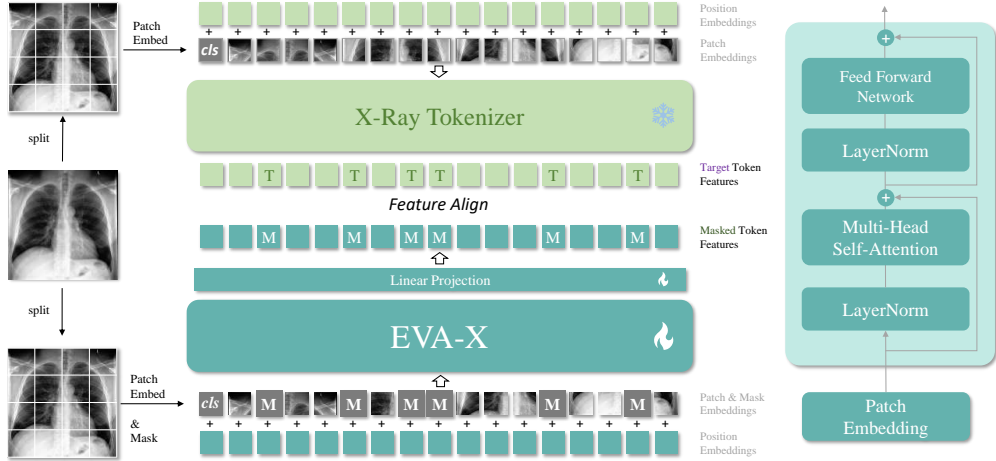 Patch
Embed
cls
+ + + + + + + + + + + + + + + + +
Position
Embeddings
Patch
Embeddings
X-Ray Tokenizer
split
T T T T T T
Target Token
Features
Feature Align
M M M M M M
Masked Token
Features
Linear Projection
EVA-X
split
Patch
Embed
&
Mask
cls M M M M M M
+ + + + + + + + + + + + + + + + +
Patch & Mask
Embeddings
Position
Embeddings
+
Feed Forward
Network
LayerNorm
+
Multi-Head
Self-Attention
LayerNorm
Patch
Embedding